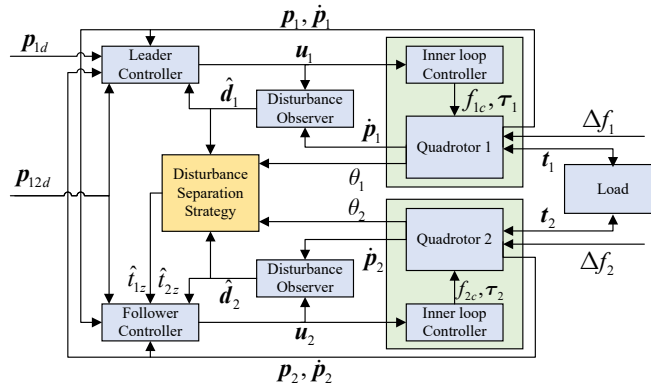 𝒑₁, 𝒑̇₁
𝒑₁d
Leader
Controller
𝒖₁
Inner loop
Controller
𝒅̂₁
Disturbance
Observer
f₁c, 𝝉₁
Δf₁
𝒑̇₁
Quadrotor 1
𝒕₁
𝒑₁₂d
Disturbance
Separation
Strategy
θ₁
Load
θ₂
𝒕₂
Quadrotor 2
𝒑̇₂
Δf₂
t̂₁z t̂₂z
𝒅̂₂
Disturbance
Observer
f₂c, 𝝉₂
Follower
Controller
𝒖₂
Inner loop
Controller
𝒑₂, 𝒑̇₂